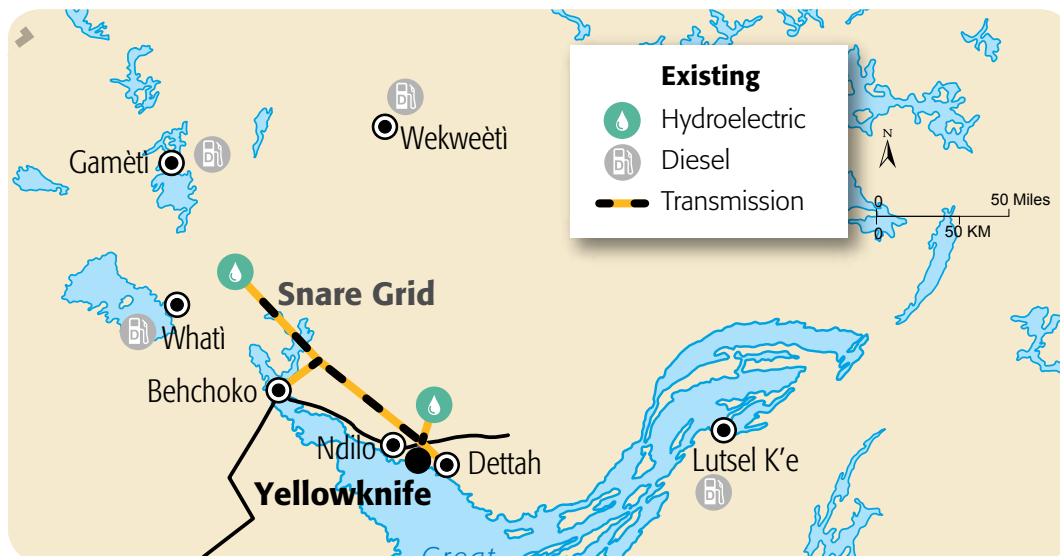 Existing
Hydroelectric
D
Diesel
Transmission
N
0
50 Miles
0
50 KM
D
Wekweètì
Gamètì
D
Snare Grid
D
Whatì
Behchoko
Ndilo
Dettah
Yellowknife
Lutsel K'e
D
Great